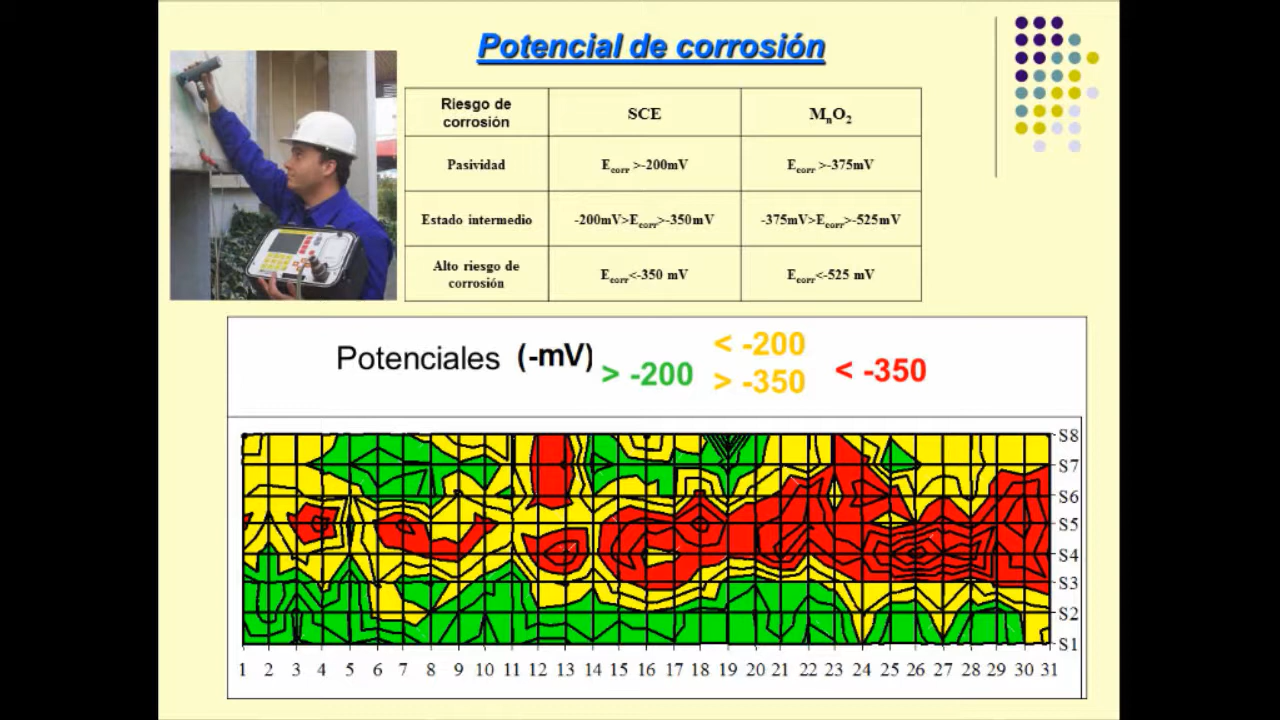 Potencial de corrosión
Riesgo de corrosión SCE MnO2
Pasividad Ecorr >-200mV Ecorr >-375mV
Estado intermedio -200mV>Ecorr>-350mV -375mV>Ecorr>-525mV
Alto riesgo de corrosión Ecorr<-350 mV Ecorr<-525 mV
Potenciales (-mV)
> -200
< -200
> -350
< -350
S8
S7
S6
S5
S4
S3
S2
S1
1 2 3 4 5 6 7 8 9 10 11 12 13 14 15 16 17 18 19 20 21 22 23 24 25 26 27 28 29 30 31